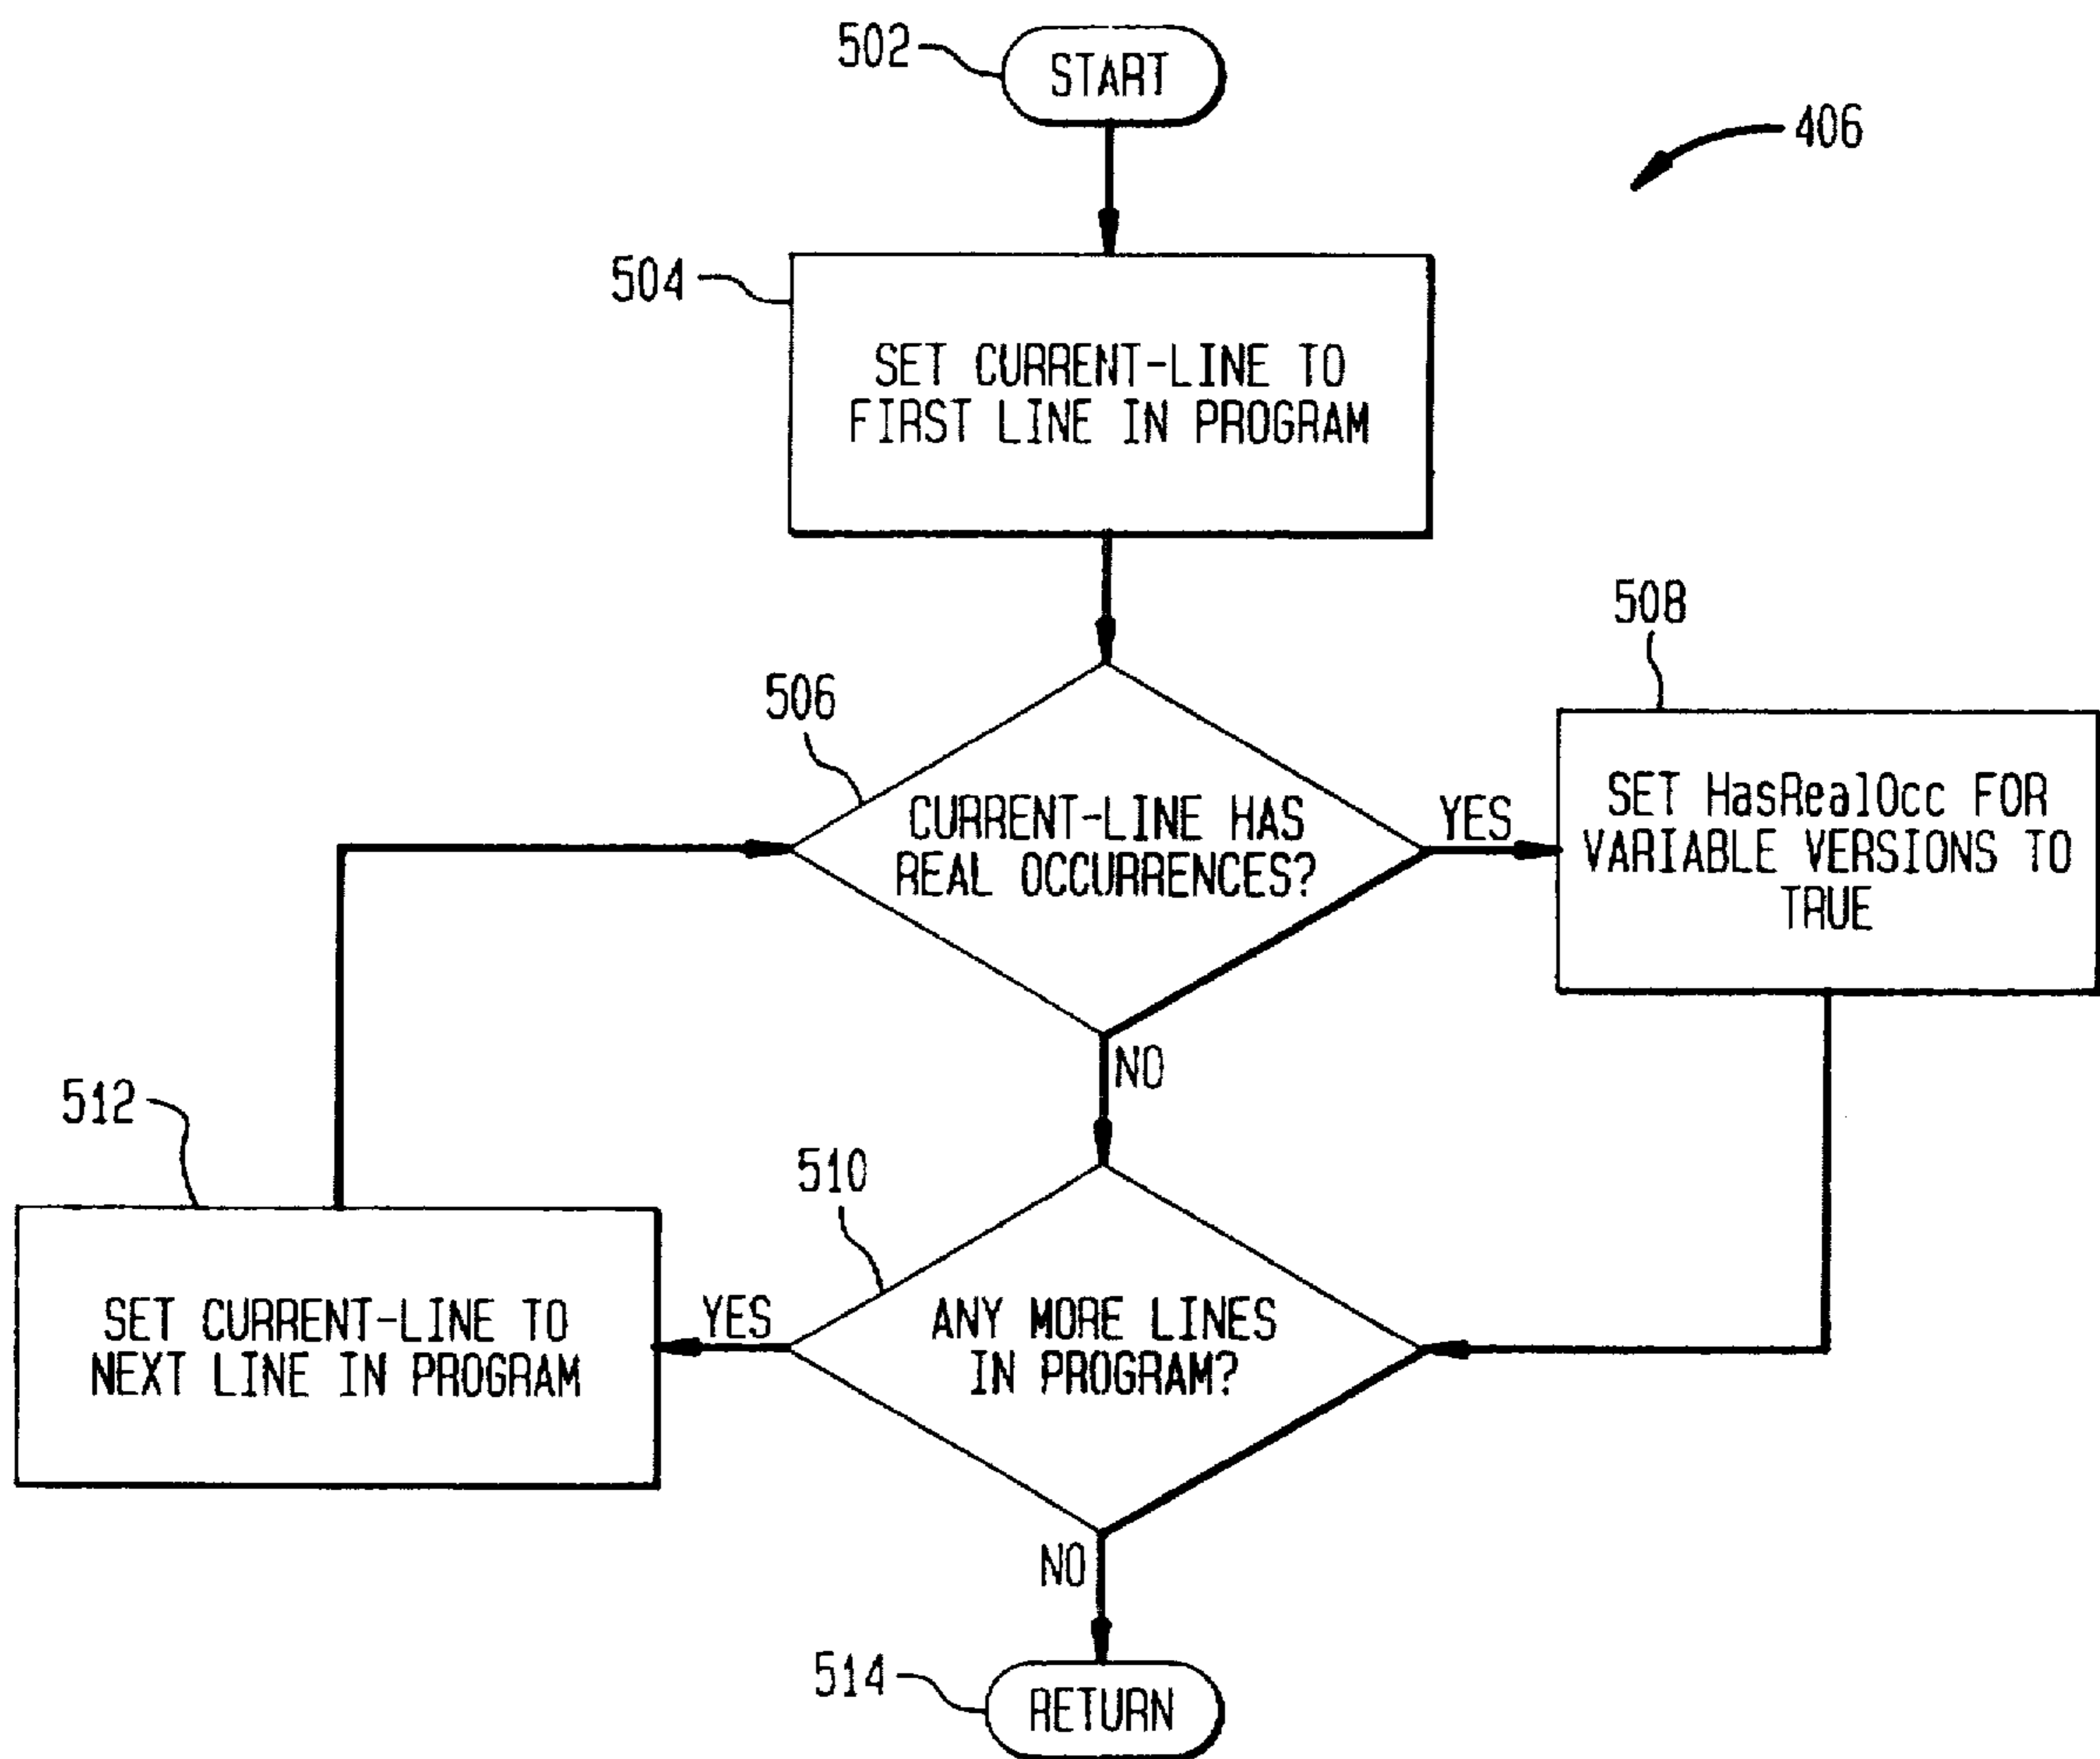 502
START
406
504
SET CURRENT-LINE TO
FIRST LINE IN PROGRAM
508
506
CURRENT-LINE HAS
REAL OCCURRENCES?
YES
SET HasRealOcc FOR
VARIABLE VERSIONS TO
TRUE
NO
512
510
SET CURRENT-LINE TO
NEXT LINE IN PROGRAM
YES
ANY MORE LINES
IN PROGRAM?
NO
514
RETURN